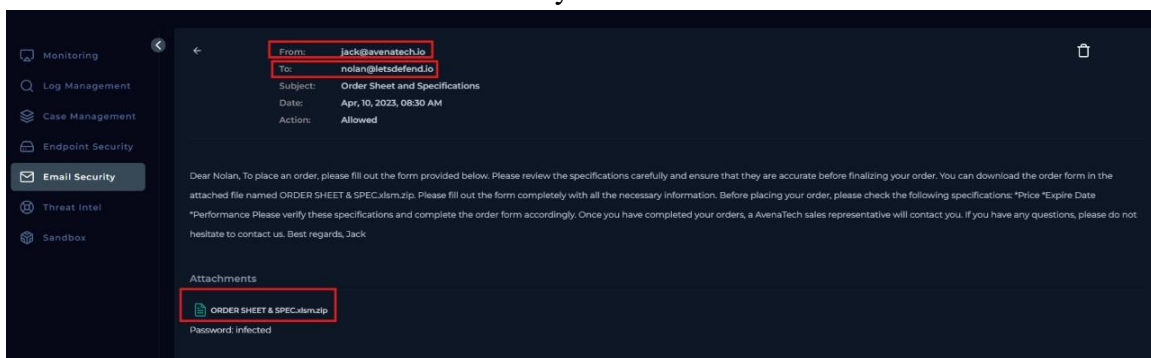 Monitoring
Log Management
Case Management
Endpoint Security
Email Security
Threat Intel
Sandbox
From: jack@avenatech.io
To: nolan@letsdefend.io
Subject: Order Sheet and Specifications
Date: Apr, 10, 2023, 08:30 AM
Action: Allowed
Dear Nolan, To place an order, please fill out the form provided below. Please review the specifications carefully and ensure that they are accurate before finalizing your order. You can download the order form in the
attached file named ORDER SHEET & SPEC.xlsm.zip. Please fill out the form completely with all the necessary information. Before placing your order, please check the following specifications: *Price *Expire Date
*Performance Please verify these specifications and complete the order form accordingly. Once you have completed your orders, a AvenaTech sales representative will contact you. If you have any questions, please do not
hesitate to contact us. Best regards, Jack
Attachments
ORDER SHEET & SPEC.xlsm.zip
Password: infected